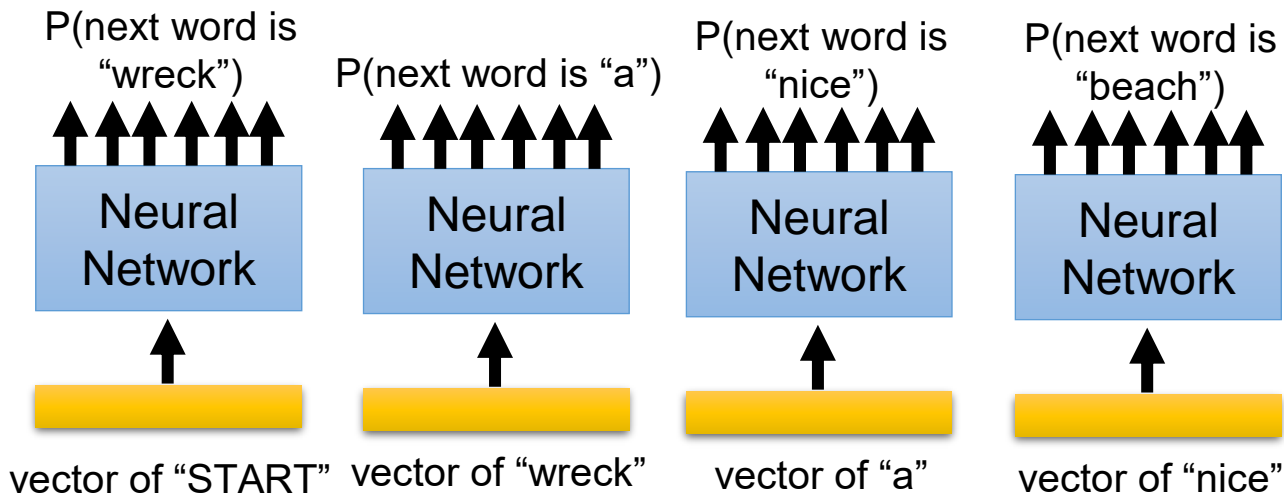 P(next word is
“wreck”)
P(next word is “a”)
P(next word is
“nice”)
P(next word is
“beach”)
Neural
Network
Neural
Network
Neural
Network
Neural
Network
vector of “START”
vector of “wreck”
vector of “a”
vector of “nice”